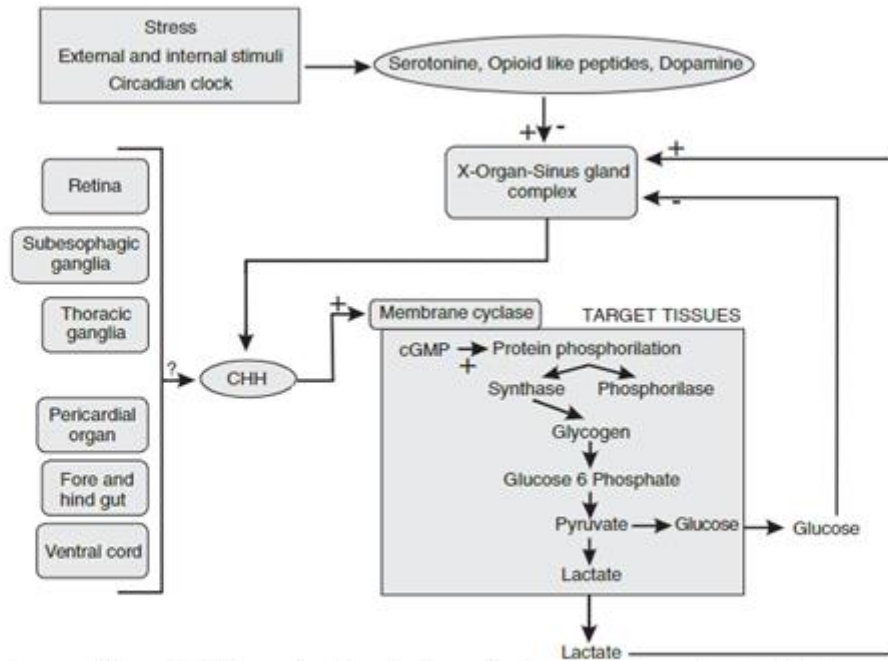 Stress
External and internal stimuli
Circadian clock
Serotonine, Opioid like peptides, Dopamine
+ -
X-Organ-Sinus gland
complex
+
-
Retina
Subesophagic
ganglia
Thoracic
ganglia
Pericardial
organ
Fore and
hind gut
Ventral cord
?
CHH
+
Membrane cyclase
TARGET TISSUES
cGMP
+
Protein phosphorilation
Synthase
Phosphorilase
Glycogen
Glucose 6 Phosphate
Pyruvate
Glucose
Glucose
Lactate
Lactate